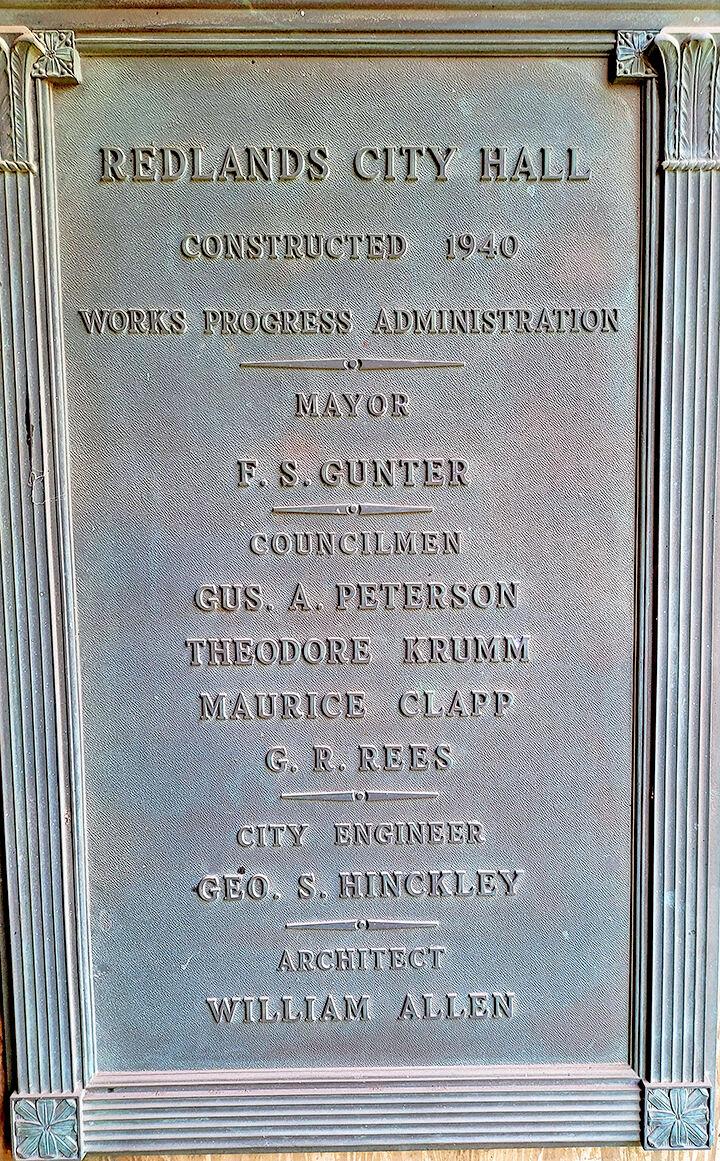 REDLANDS CITY HALL
CONSTRUCTED 1940
WORKS PROGRESS ADMINISTRATION
MAYOR
F. S. GUNTER
COUNCILMEN
GUS. A. PETERSON
THEODORE KRUMM
MAURICE CLAPP
G. R. REES
CITY ENGINEER
GEO. S. HINCKLEY
ARCHITECT
WILLIAM ALLEN